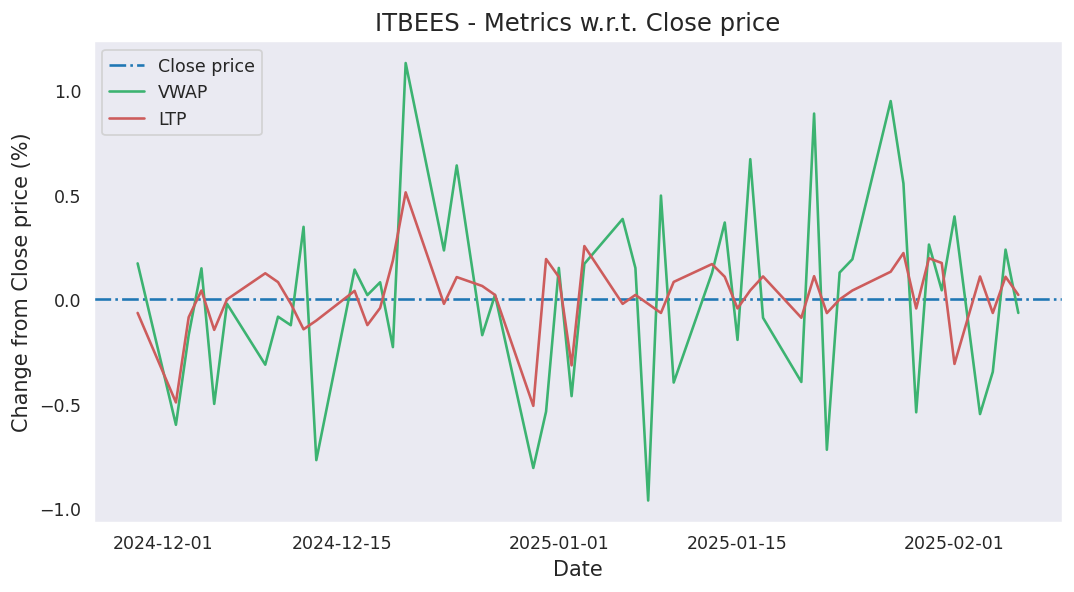 ITBEES - Metrics w.r.t. Close price
Close price
VWAP
LTP
Change from Close price (%)
1.0
0.5
0.0
−0.5
−1.0
2024-12-01 2024-12-15 2025-01-01 2025-01-15 2025-02-01
Date